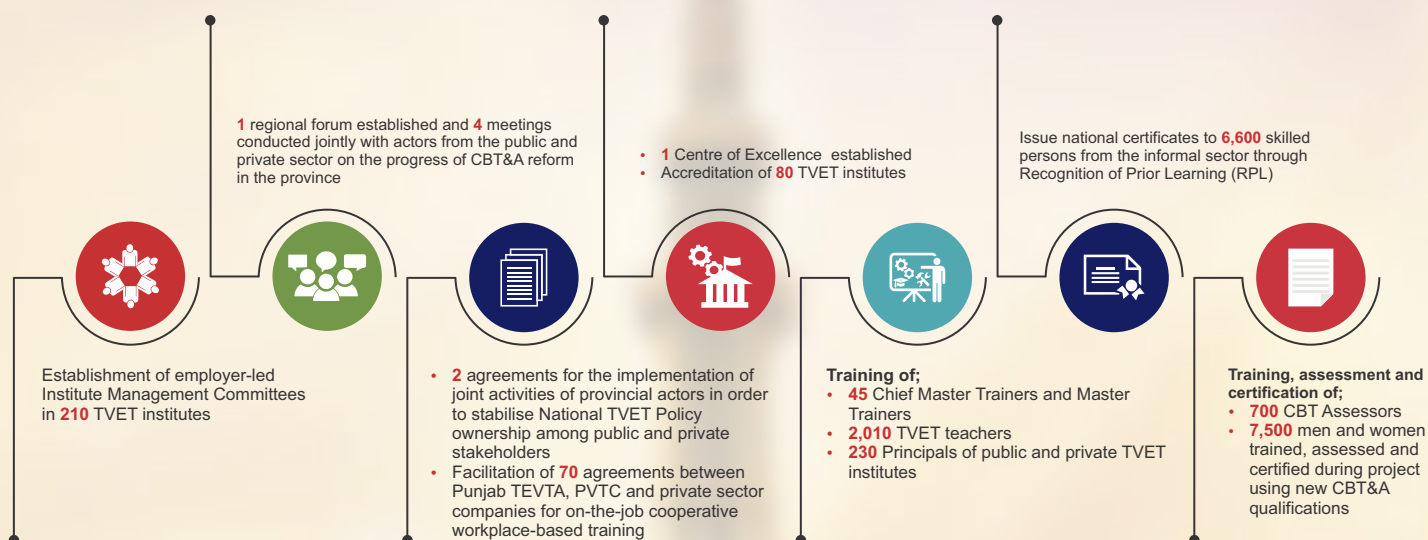 Establishment of employer-led
Institute Management Committees
in 210 TVET institutes
1 regional forum established and 4 meetings
conducted jointly with actors from the public and
private sector on the progress of CBT&A reform
in the province
• 2 agreements for the implementation of
joint activities of provincial actors in order
to stabilise National TVET Policy
ownership among public and private
stakeholders
• Facilitation of 70 agreements between
Punjab TEVTA, PVTC and private sector
companies for on-the-job cooperative
workplace-based training
• 1 Centre of Excellence established
• Accreditation of 80 TVET institutes
Training of;
• 45 Chief Master Trainers and Master
Trainers
• 2,010 TVET teachers
• 230 Principals of public and private TVET
institutes
Issue national certificates to 6,600 skilled
persons from the informal sector through
Recognition of Prior Learning (RPL)
Training, assessment and
certification of;
• 700 CBT Assessors
• 7,500 men and women
trained, assessed and
certified during project
using new CBT&A
qualifications